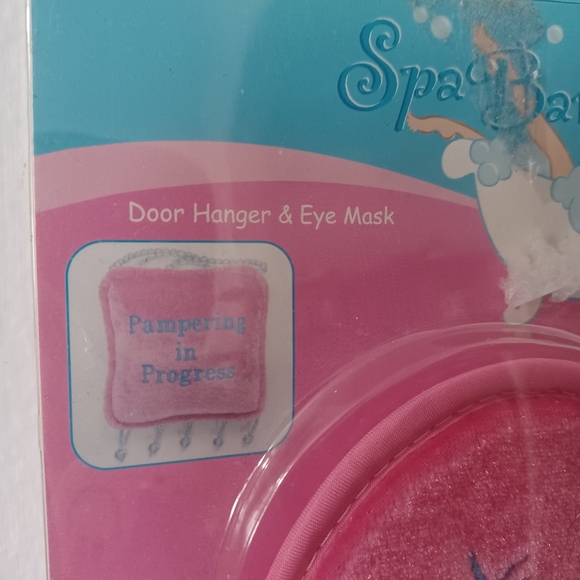 Spa
Door Hanger & Eye Mask
Pampering
in
Progress